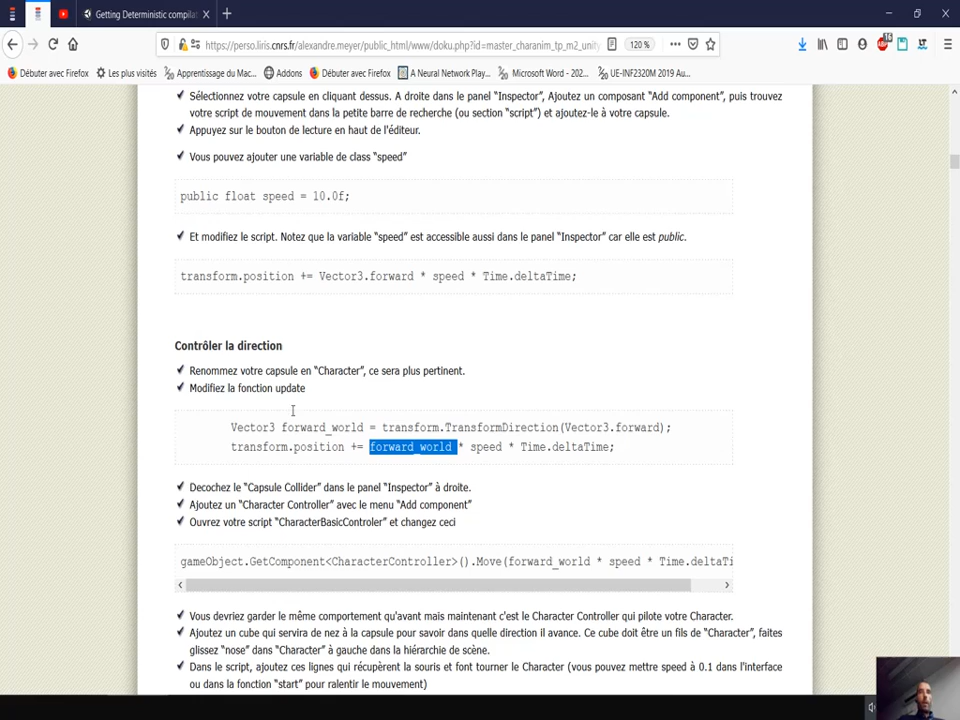 Getting Deterministic compilat
https://perso.liris.cnrs.fr/alexandre.meyer/public_html/www/doku.php?id=master_charanim_tp_m2_unity
120 %
16
Débuter avec Firefox
Les plus visités
Apprentissage du Mac...
Addons
Débuter avec Firefox
A Neural Network Play...
Microsoft Word - 202...
UE-INF2320M 2019 Au...
Sélectionnez votre capsule en cliquant dessus. A droite dans le panel “Inspector”, Ajoutez un composant “Add component”, puis trouvez
votre script de mouvement dans la petite barre de recherche (ou section “script”) et ajoutez-le à votre capsule.
Appuyez sur le bouton de lecture en haut de l'éditeur.
Vous pouvez ajouter une variable de class “speed”
public float speed = 10.0f;
Et modifiez le script. Notez que la variable “speed” est accessible aussi dans le panel “Inspector” car elle est public.
transform.position += Vector3.forward * speed * Time.deltaTime;
Contrôler la direction
Renommez votre capsule en “Character”, ce sera plus pertinent.
Modifiez la fonction update
Vector3 forward_world = transform.TransformDirection(Vector3.forward);
transform.position += forward_world * speed * Time.deltaTime;
Decochez le “Capsule Collider” dans le panel “Inspector” à droite.
Ajoutez un “Character Controller” avec le menu “Add component”
Ouvrez votre script “CharacterBasicControler” et changez ceci
gameObject.GetComponent<CharacterController>().Move(forward_world * speed * Time.deltaTi
Vous devriez garder le même comportement qu'avant mais maintenant c'est le Character Controller qui pilote votre Character.
Ajoutez un cube qui servira de nez à la capsule pour savoir dans quelle direction il avance. Ce cube doit être un fils de “Character”, faites
glissez “nose” dans “Character” à gauche dans la hiérarchie de scène.
Dans le script, ajoutez ces lignes qui récupèrent la souris et font tourner le Character (vous pouvez mettre speed à 0.1 dans l'interface
ou dans la fonction “start” pour ralentir le mouvement)